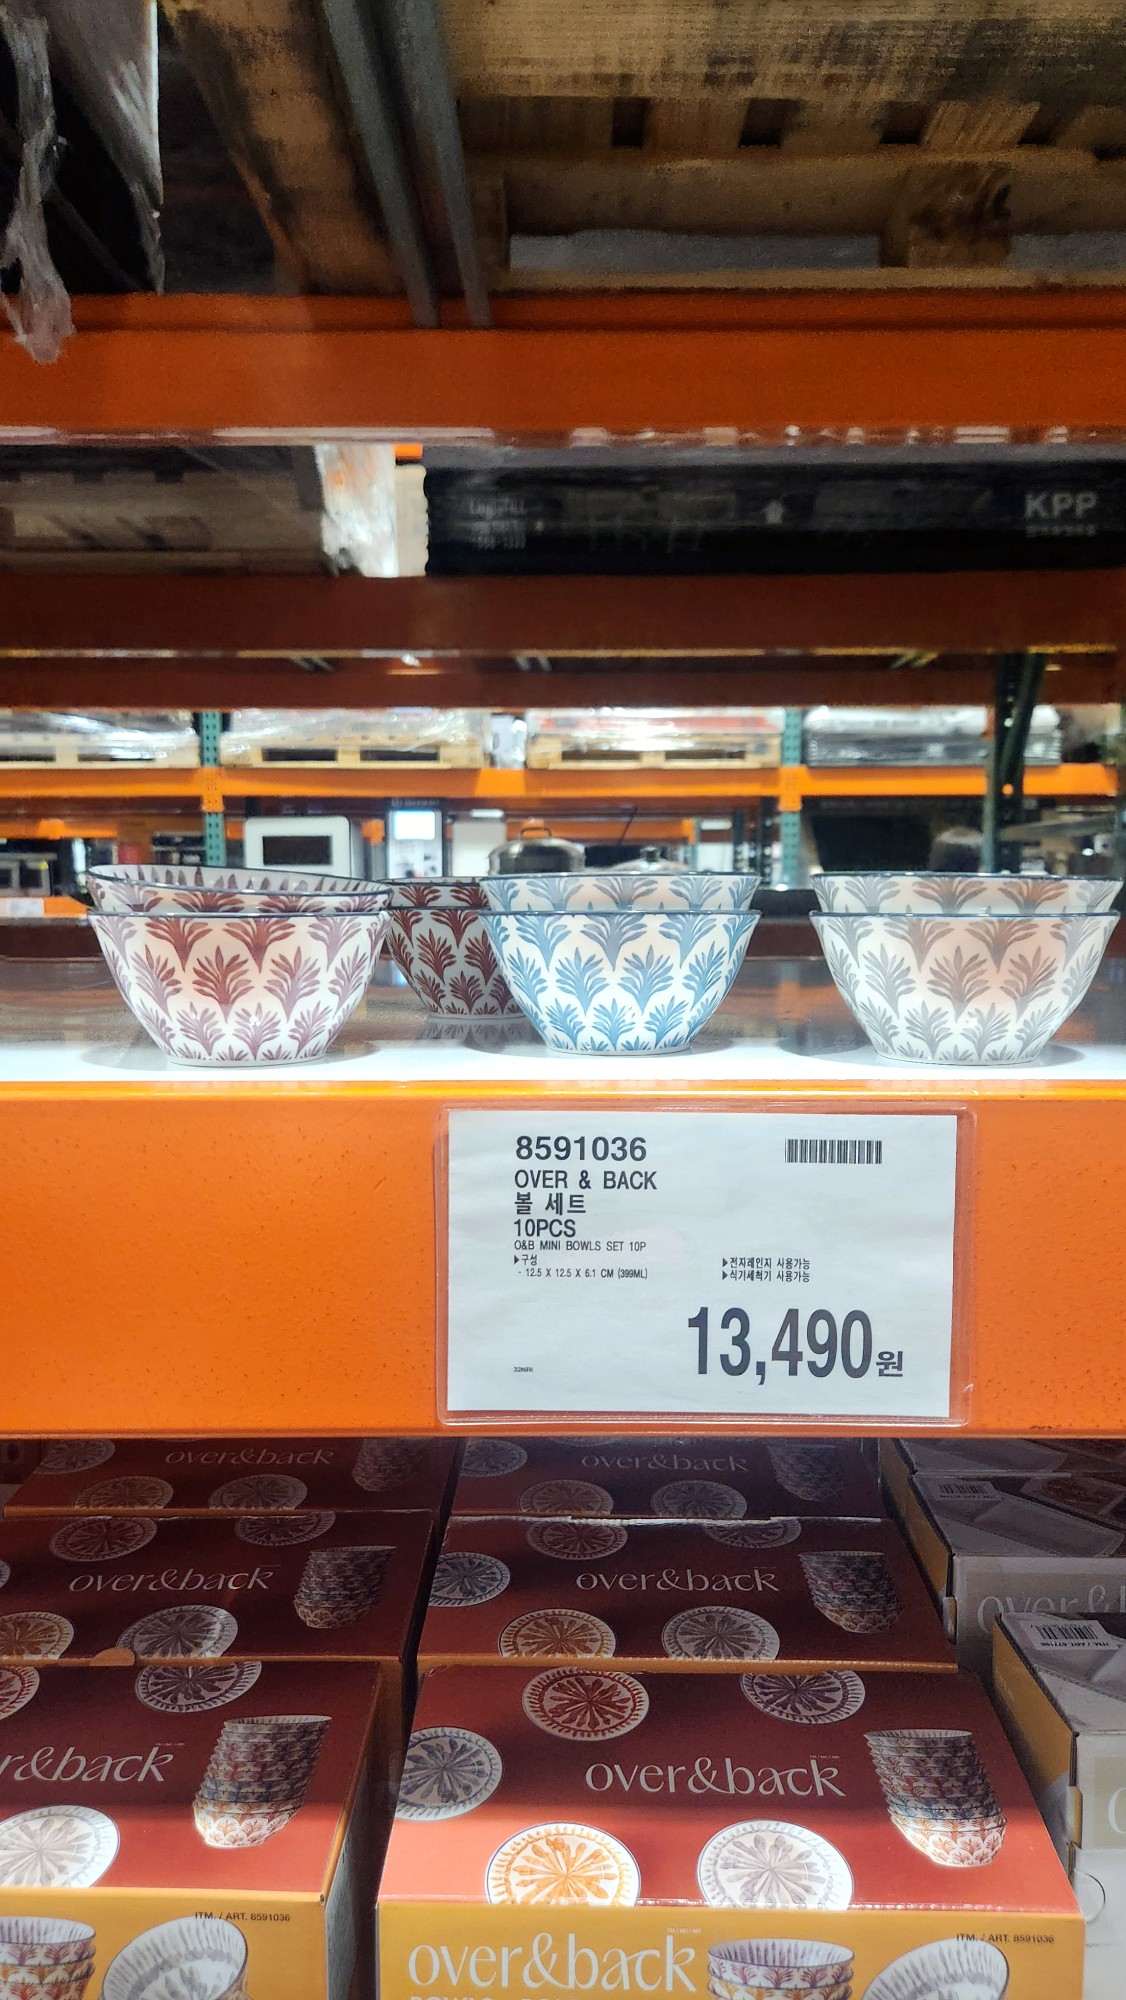 KPP
8591036
OVER & BACK
볼 세트
10PCS
O&B MINI BOWLS SET 10P
▶구성
- 12.5 X 12.5 X 6.1 CM (399ML)
▶전자레인지 사용가능
▶식기세척기 사용가능
13,490원
over&back
over&back
over&back
over&back
over&back
over&back
ITM. / ART. 8591036
over&back
ITM. / ART. 8591036